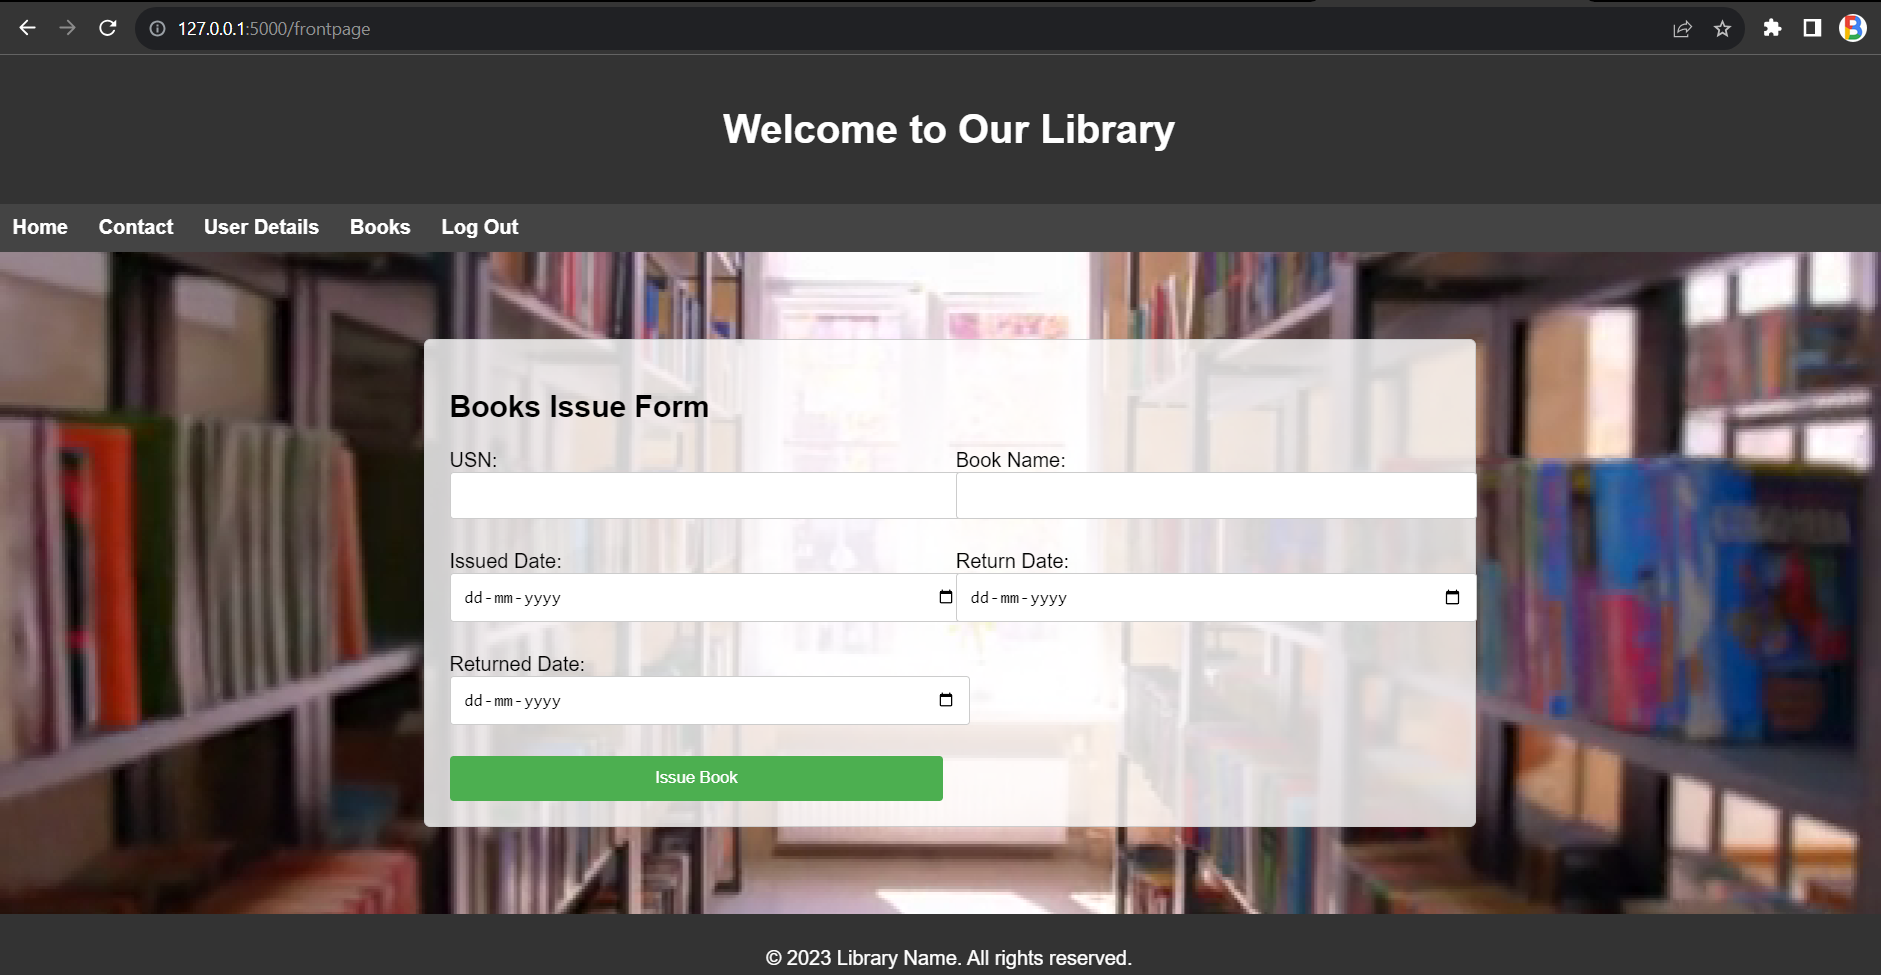 127.0.0.1:5000/frontpage
Welcome to Our Library
Home Contact User Details Books Log Out
Books Issue Form
USN: Book Name:
Issued Date: Return Date:
dd-mm-yyyy dd-mm-yyyy
Returned Date:
dd-mm-yyyy
Issue Book
© 2023 Library Name. All rights reserved.